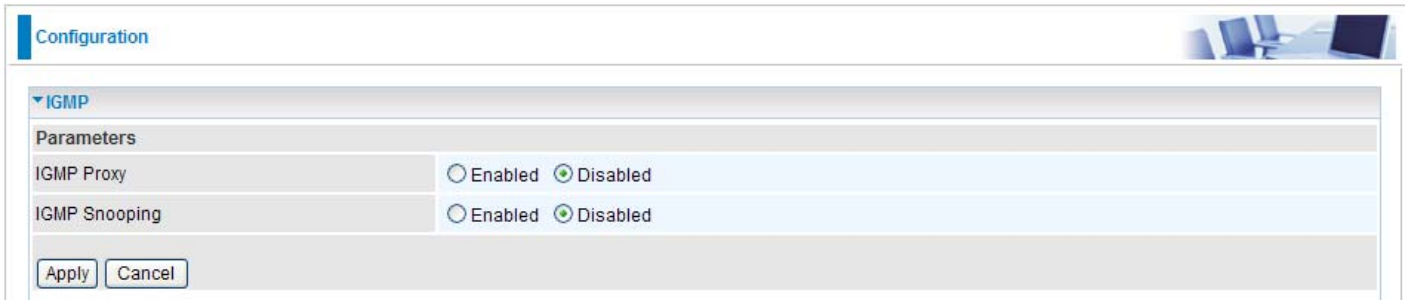 Configuration
IGMP
Parameters
IGMP Proxy Enabled Disabled
IGMP Snooping Enabled Disabled
Apply Cancel